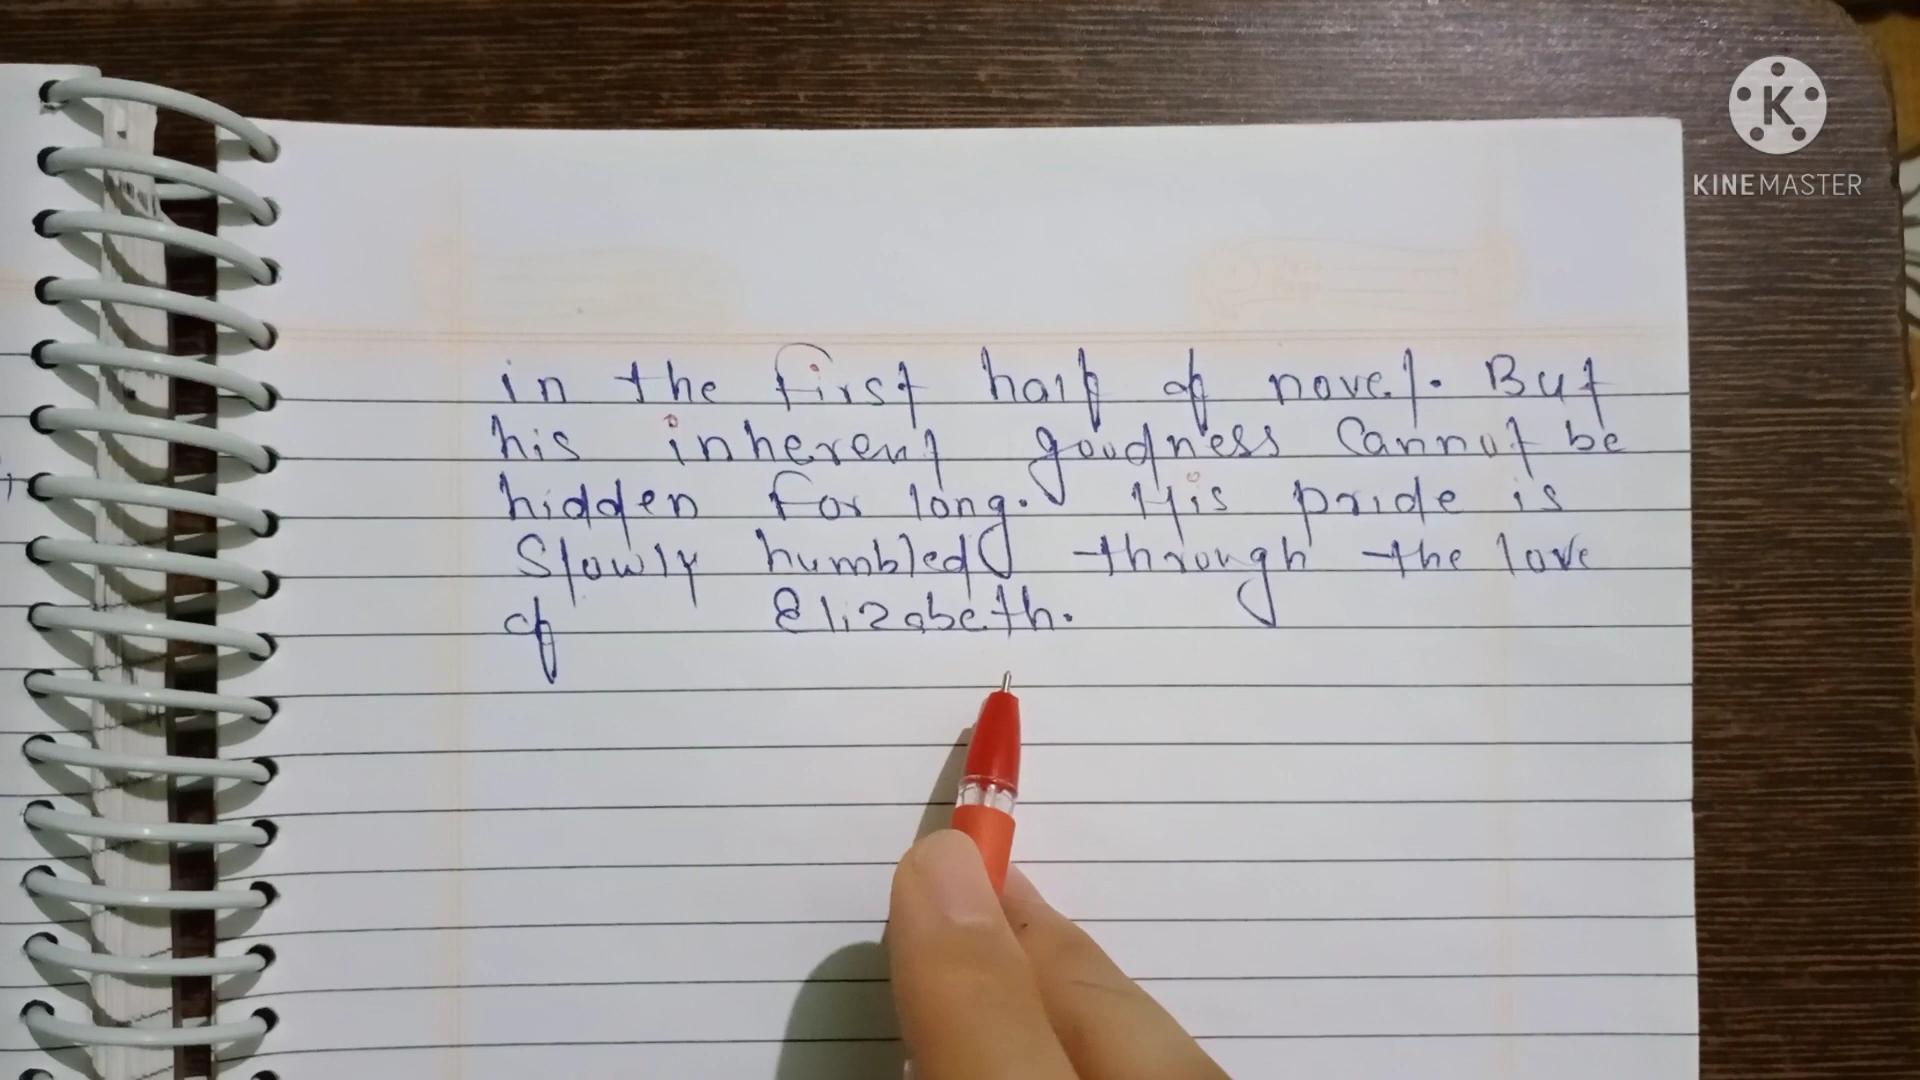 K
KINEMASTER
in the first half of novel. But
his inherent goodness Cannot be
hidden For long. His pride is
Slowly humbled through the love
of Elizabeth.